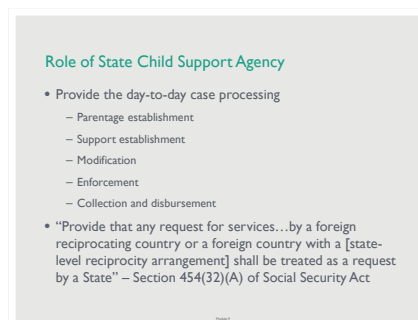 Role of State Child Support Agency
• Provide the day-to-day case processing
– Parentage establishment
– Support establishment
– Modification
– Enforcement
– Collection and disbursement
• “Provide that any request for services…by a foreign
reciprocating country or a foreign country with a [state-
level reciprocity arrangement] shall be treated as a request
by a State” – Section 454(32)(A) of Social Security Act